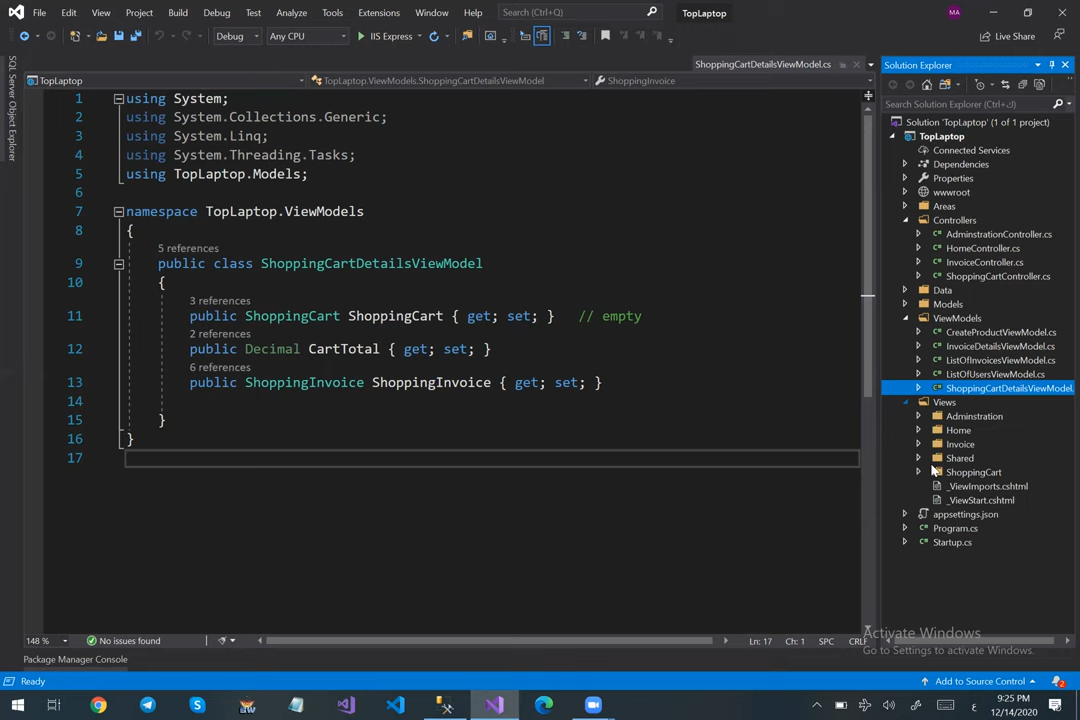 File Edit View Project Build Debug Test Analyze Tools Extensions Window Help Search (Ctrl+Q) TopLaptop MA
Debug Any CPU IIS Express Live Share
SQL Server Object Explorer
ShoppingCartDetailsViewModel.cs
TopLaptop TopLaptop.ViewModels.ShoppingCartDetailsViewModel ShoppingInvoice
1 using System;
2 using System.Collections.Generic;
3 using System.Linq;
4 using System.Threading.Tasks;
5 using TopLaptop.Models;
6
7 namespace TopLaptop.ViewModels
8 {
5 references
9 public class ShoppingCartDetailsViewModel
10 {
3 references
11 public ShoppingCart ShoppingCart { get; set; } // empty
2 references
12 public Decimal CartTotal { get; set; }
6 references
13 public ShoppingInvoice ShoppingInvoice { get; set; }
14
15 }
16 }
17
148 % No issues found Ln: 17 Ch: 1 SPC CRLF
Package Manager Console
Solution Explorer
Search Solution Explorer (Ctrl+ك)
Solution 'TopLaptop' (1 of 1 project)
TopLaptop
Connected Services
Dependencies
Properties
wwwroot
Areas
Controllers
C# AdminstrationController.cs
C# HomeController.cs
C# InvoiceController.cs
C# ShoppingCartController.cs
Data
Models
ViewModels
C# CreateProductViewModel.cs
C# InvoiceDetailsViewModel.cs
C# ListOfInvoicesViewModel.cs
C# ListOfUsersViewModel.cs
C# ShoppingCartDetailsViewModel.
Views
Adminstration
Home
Invoice
Shared
ShoppingCart
_ViewImports.cshtml
_ViewStart.cshtml
appsettings.json
C# Program.cs
C# Startup.cs
Activate Windows
Go to Settings to activate Windows.
Ready Add to Source Control 2
ع 9:25 PM
12/14/2020